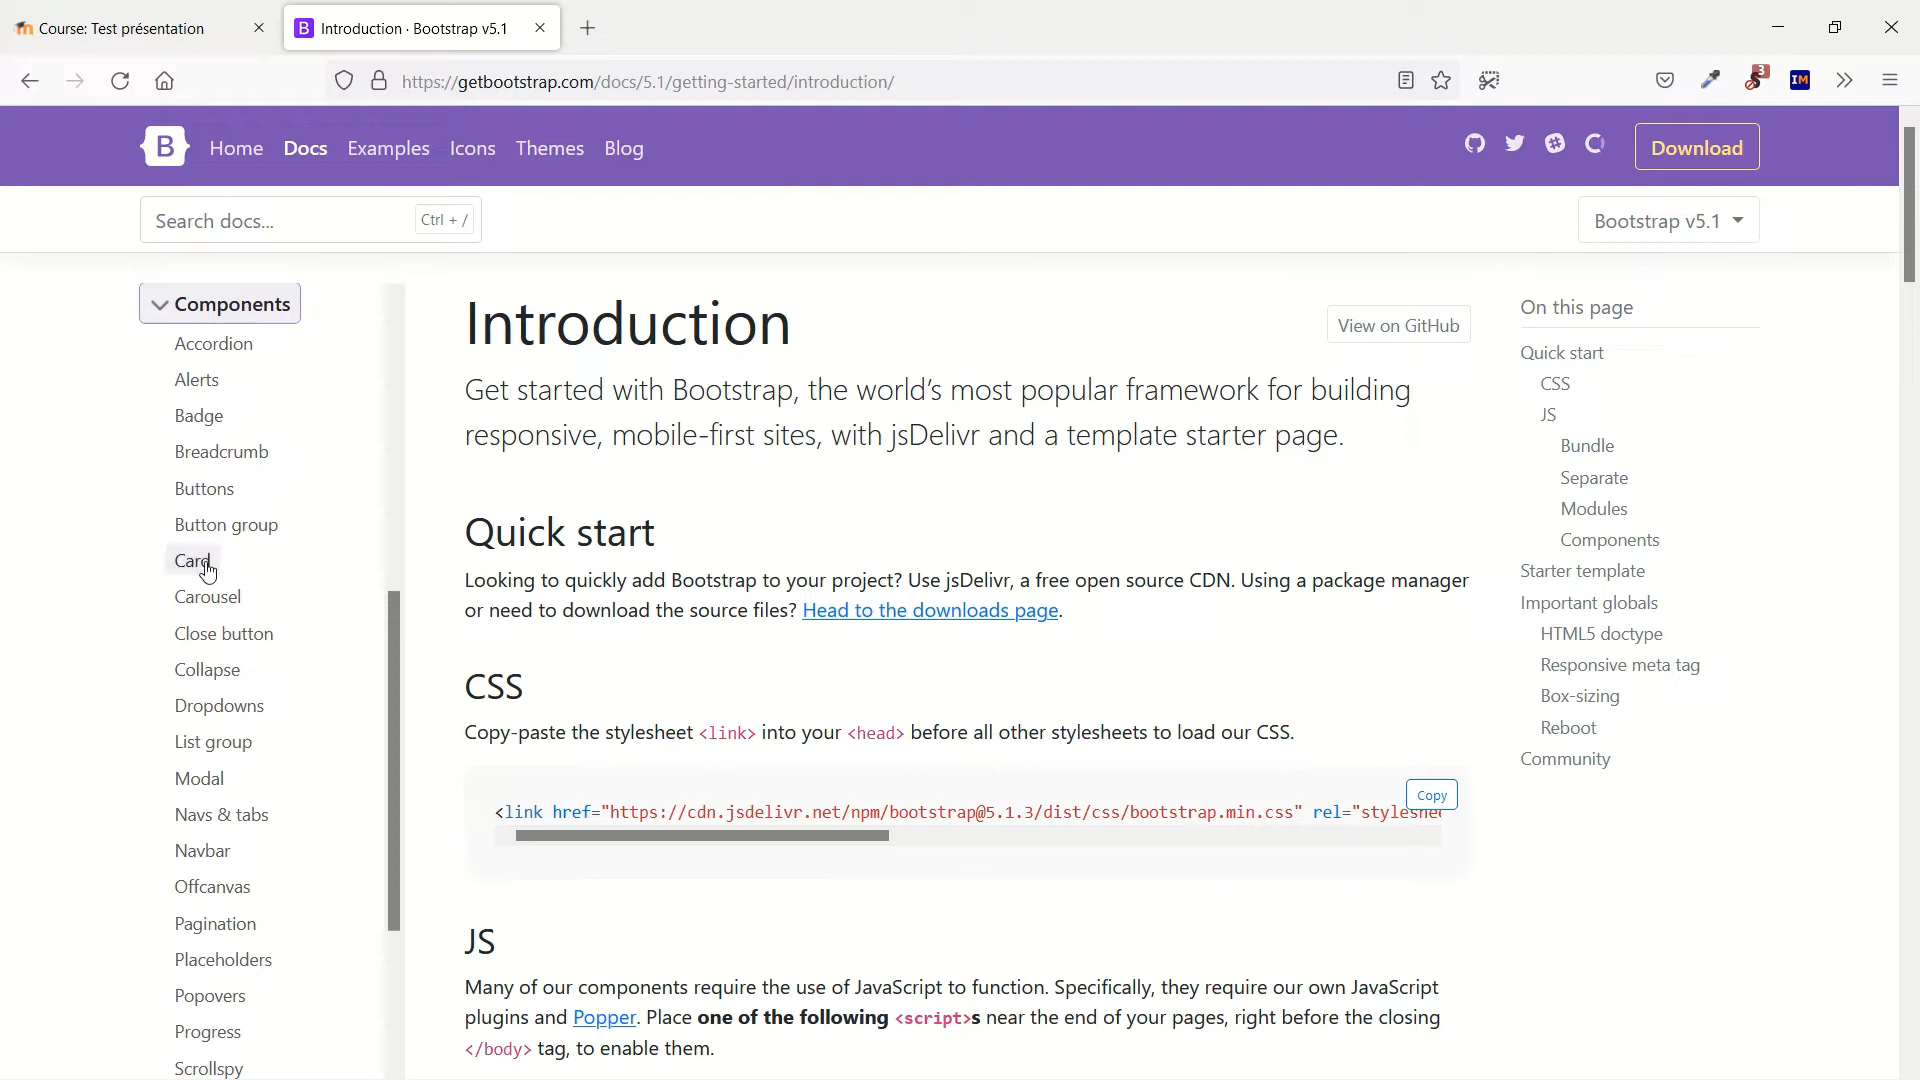 Course: Test présentation
B Introduction · Bootstrap v5.1
https://getbootstrap.com/docs/5.1/getting-started/introduction/
3
IM
B Home Docs Examples Icons Themes Blog
Download
Search docs... Ctrl + /
Bootstrap v5.1
Components
Accordion
Alerts
Badge
Breadcrumb
Buttons
Button group
Card
Carousel
Close button
Collapse
Dropdowns
List group
Modal
Navs & tabs
Navbar
Offcanvas
Pagination
Placeholders
Popovers
Progress
Scrollspy
Introduction
View on GitHub
Get started with Bootstrap, the world’s most popular framework for building
responsive, mobile-first sites, with jsDelivr and a template starter page.
Quick start
Looking to quickly add Bootstrap to your project? Use jsDelivr, a free open source CDN. Using a package manager
or need to download the source files? Head to the downloads page.
CSS
Copy-paste the stylesheet <link> into your <head> before all other stylesheets to load our CSS.
Copy
<link href="https://cdn.jsdelivr.net/npm/bootstrap@5.1.3/dist/css/bootstrap.min.css" rel="styleshe
JS
Many of our components require the use of JavaScript to function. Specifically, they require our own JavaScript
plugins and Popper. Place one of the following <script>s near the end of your pages, right before the closing
</body> tag, to enable them.
On this page
Quick start
CSS
JS
Bundle
Separate
Modules
Components
Starter template
Important globals
HTML5 doctype
Responsive meta tag
Box-sizing
Reboot
Community